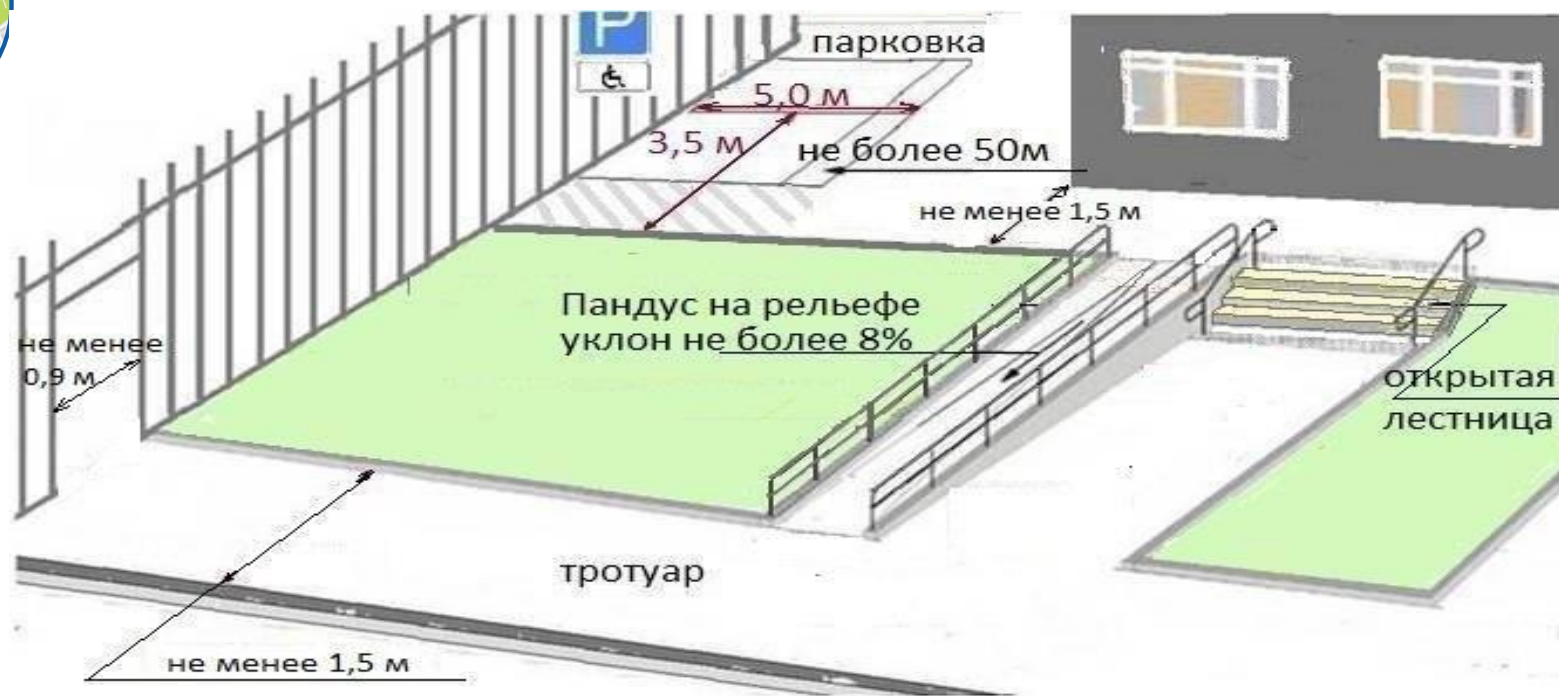 P
парковка
5,0 м
3,5 м
не более 50м
не менее 1,5 м
Пандус на рельефе
уклон не более 8%
не менее
0,9 м
открытая
лестница
тротуар
не менее 1,5 м